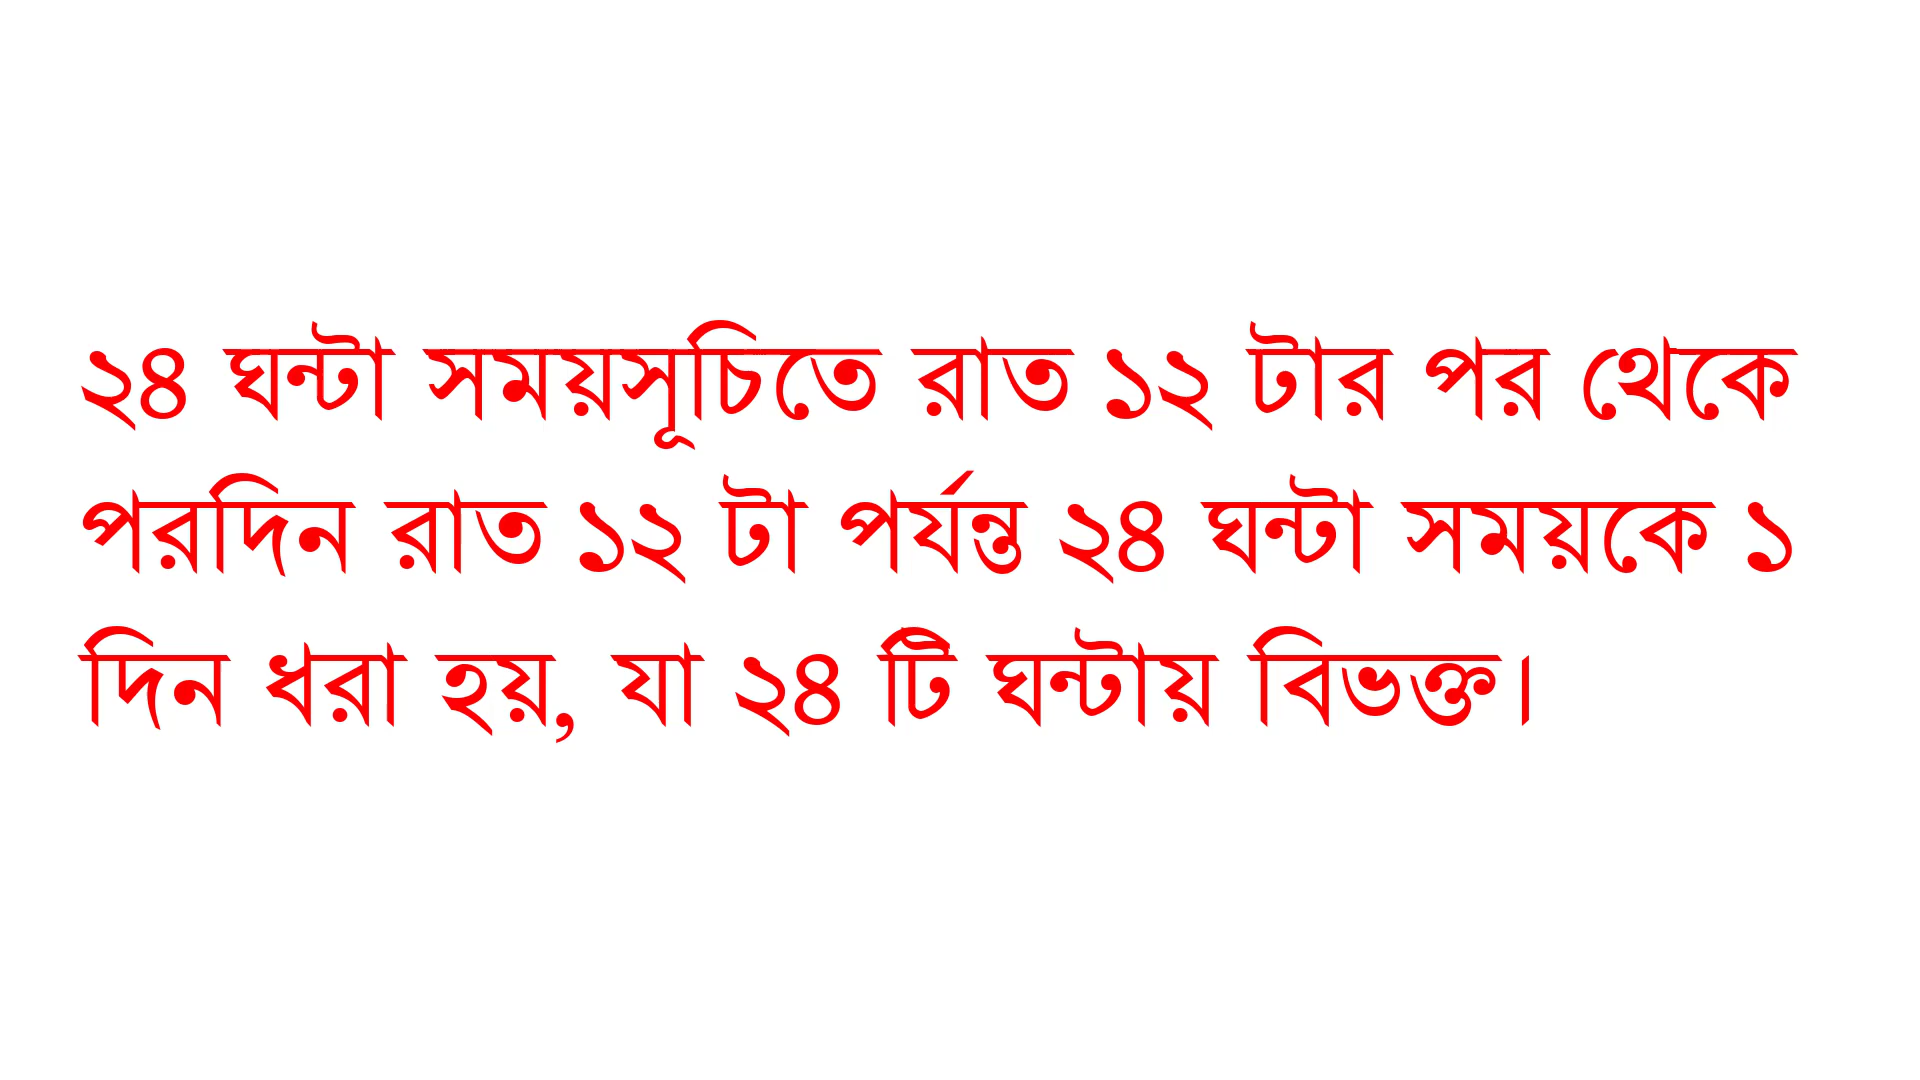 ২৪ ঘন্টা সময়সূচিতে রাত ১২ টার পর থেকে
পরদিন রাত ১২ টা পর্যন্ত ২৪ ঘন্টা সময়কে ১
দিন ধরা হয়, যা ২৪ টি ঘন্টায় বিভক্ত।